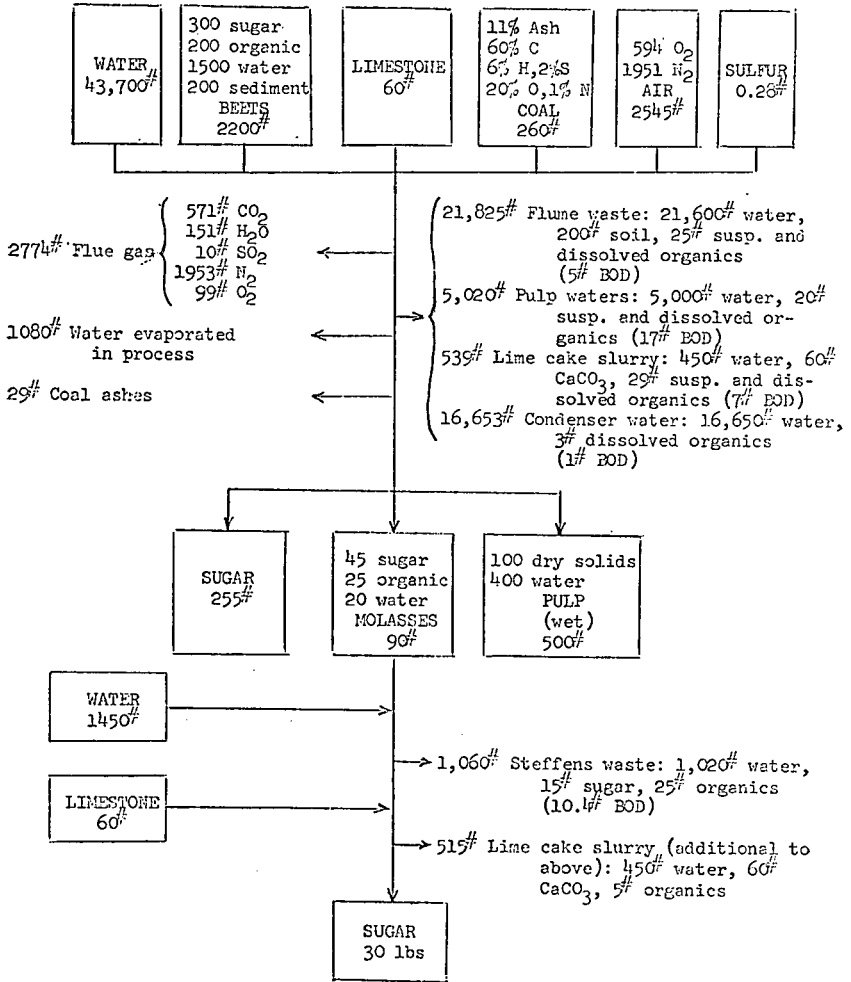 WATER
43,700#
300 sugar
200 organic
1500 water
200 sediment
BEETS
2200#
LIMESTONE
60#
11% Ash
60% C
6% H,2%S
20% O,1% N
COAL
260#
594 O2
1951 N2
AIR
2545#
SULFUR
0.28#
2774# Flue gas
571# CO2
151# H2O
10# SO2
1953# N2
99# O2
1080# Water evaporated
in process
29# Coal ashes
21,825# Flume waste: 21,600# water,
200# soil, 25# susp. and
dissolved organics
(5# BOD)
5,020# Pulp waters: 5,000# water, 20#
susp. and dissolved or-
ganics (17# BOD)
539# Lime cake slurry: 450# water, 60#
CaCO3, 29# susp. and dis-
solved organics (7# BOD)
16,653# Condenser water: 16,650# water,
3# dissolved organics
(1# BOD)
SUGAR
255#
45 sugar
25 organic
20 water
MOLASSES
90#
100 dry solids
400 water
PULP
(wet)
500#
WATER
1450#
1,060# Steffens waste: 1,020# water,
15# sugar, 25# organics
(10.4# BOD)
LIMESTONE
60#
515# Lime cake slurry (additional to
above): 450# water, 60#
CaCO3, 5# organics
SUGAR
30 lbs